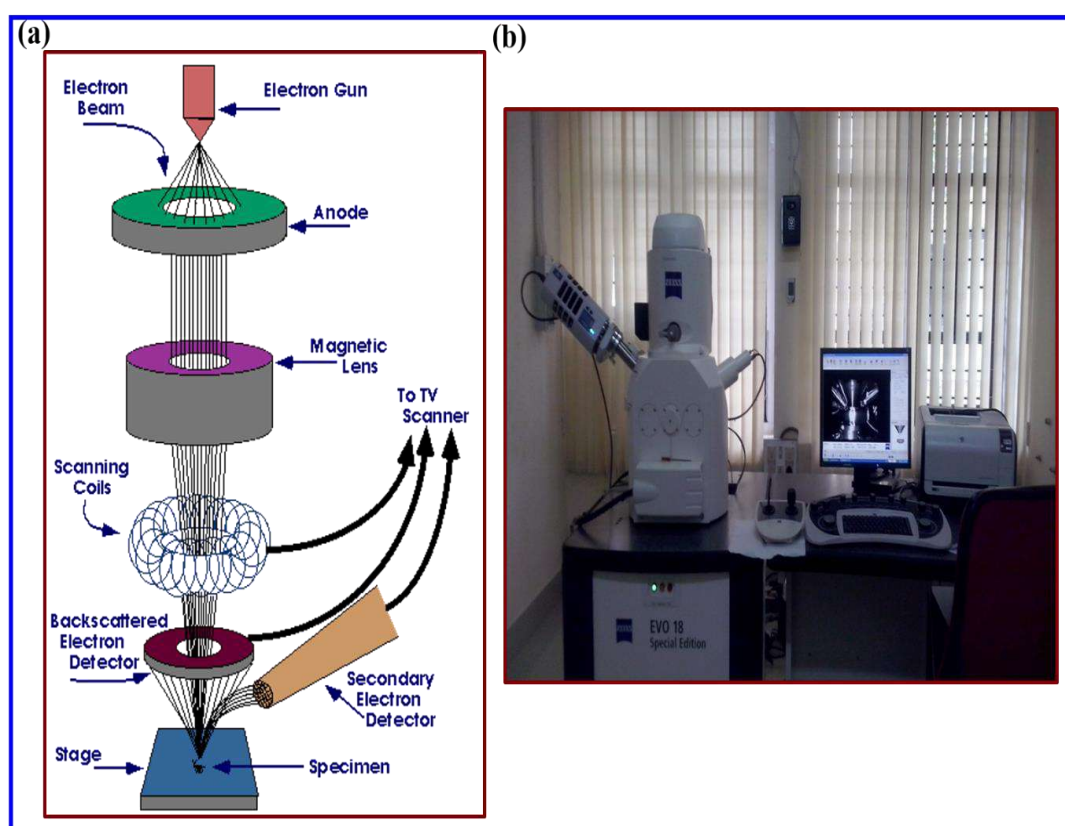 (a)
(b)
Electron
Beam
Electron Gun
Anode
Magnetic
Lens
To TV
Scanner
Scanning
Coils
Backscattered
Electron
Detector
Secondary
Electron
Detector
Stage
Specimen
ZEISS
ZEISS
EVO 18
Special Edition